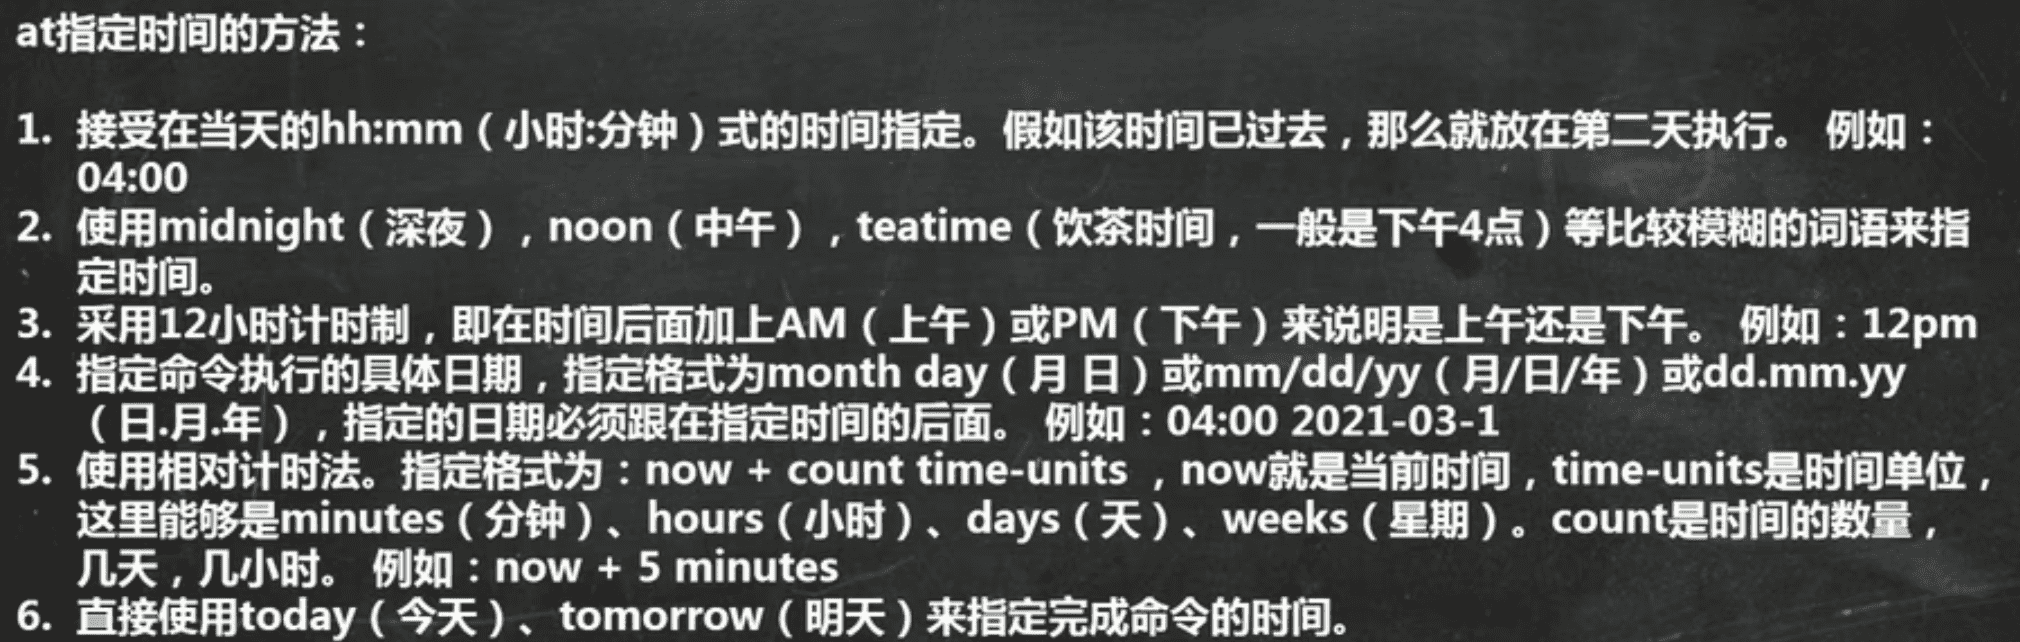 at指定时间的方法：
1. 接受在当天的hh:mm（小时:分钟）式的时间指定。假如该时间已过去，那么就放在第二天执行。 例如：
04:00
2. 使用midnight（深夜），noon（中午），teatime（饮茶时间，一般是下午4点）等比较模糊的词语来指
定时间。
3. 采用12小时计时制，即在时间后面加上AM（上午）或PM（下午）来说明是上午还是下午。 例如：12pm
4. 指定命令执行的具体日期，指定格式为month day（月 日）或mm/dd/yy（月/日/年）或dd.mm.yy
（日.月.年），指定的日期必须跟在指定时间的后面。 例如：04:00 2021-03-1
5. 使用相对计时法。指定格式为：now + count time-units ，now就是当前时间，time-units是时间单位，
这里能够是minutes（分钟）、hours（小时）、days（天）、weeks（星期）。count是时间的数量，
几天，几小时。 例如：now + 5 minutes
6. 直接使用today（今天）、tomorrow（明天）来指定完成命令的时间。